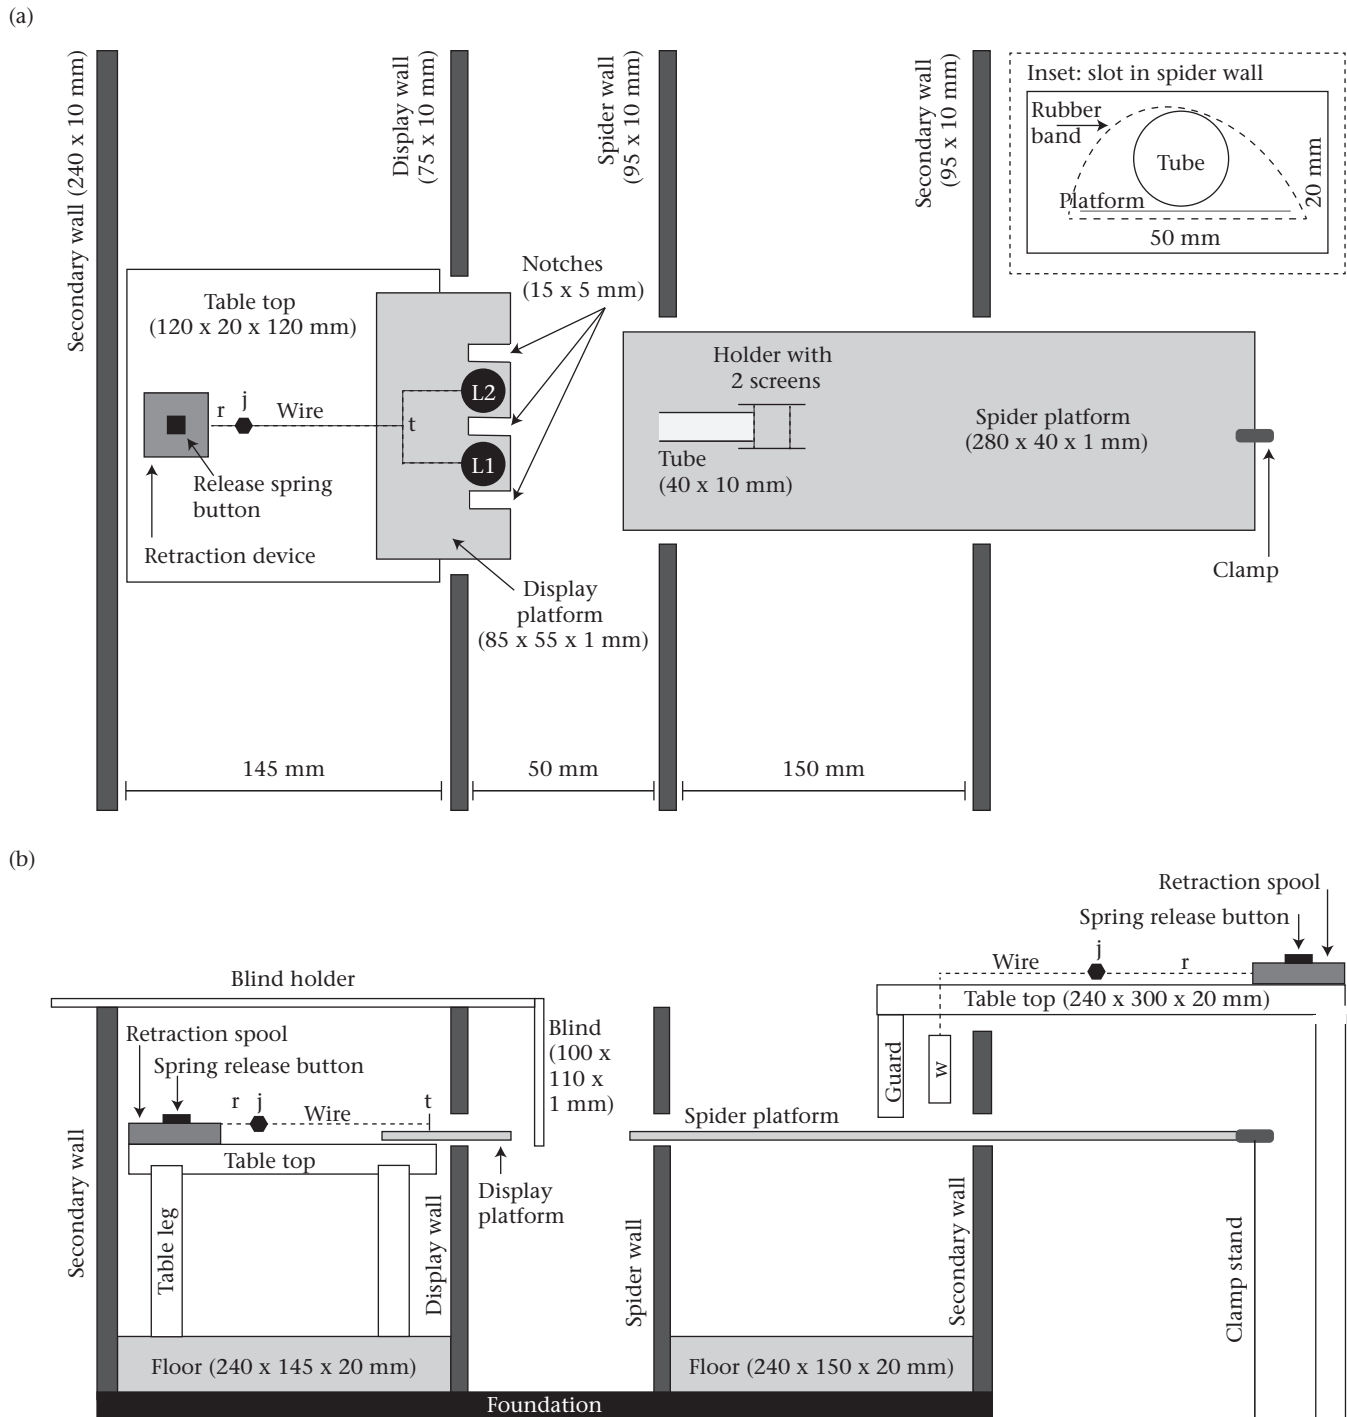 (a)
Secondary wall (240 x 10 mm)
Display wall
(75 x 10 mm)
Spider wall
(95 x 10 mm)
Secondary wall
(95 x 10 mm)
Inset: slot in spider wall
Rubber
band
Tube
Platform
20 mm
50 mm
Table top
(120 x 20 x 120 mm)
Notches
(15 x 5 mm)
r
j
Wire
t
L2
L1
Release spring
button
Retraction device
Display
platform
(85 x 55 x 1 mm)
Holder with
2 screens
Tube
(40 x 10 mm)
Spider platform
(280 x 40 x 1 mm)
Clamp
145 mm
50 mm
150 mm
(b)
Retraction spool
Spring release button
j
Wire
r
Table top (240 x 300 x 20 mm)
Blind holder
Retraction spool
Spring release button
r
j
Wire
t
Blind
(100 x
110 x
1 mm)
Guard
w
Spider platform
Table top
Display
platform
Secondary wall
Table leg
Display wall
Spider wall
Secondary wall
Clamp stand
Floor (240 x 145 x 20 mm)
Floor (240 x 150 x 20 mm)
Foundation